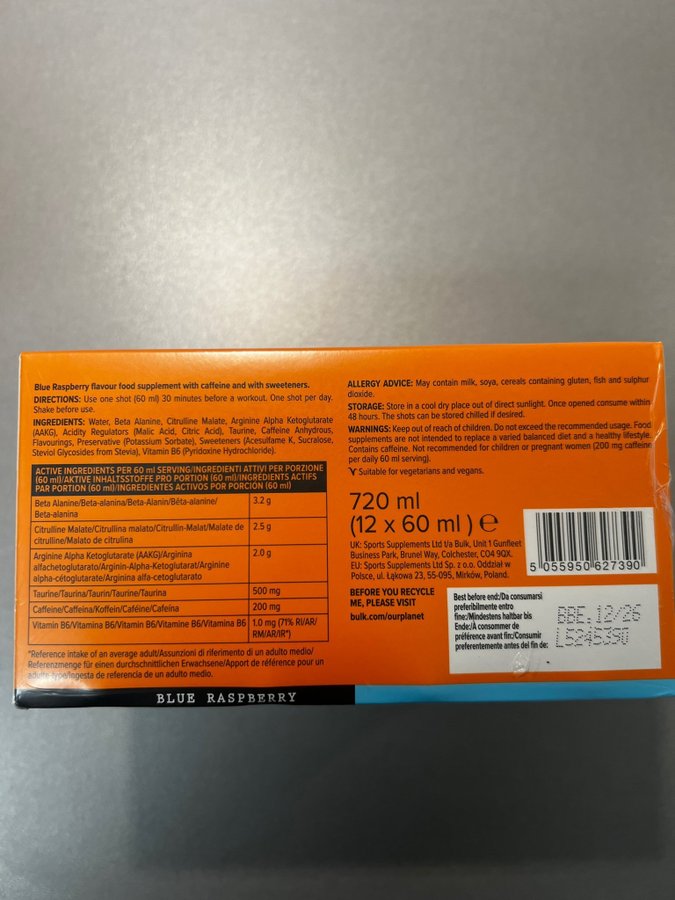 Blue Raspberry flavour food supplement with caffeine and with sweeteners.
DIRECTIONS: Use one shot (60 ml) 30 minutes before a workout. One shot per day.
Shake before use.
INGREDIENTS: Water, Beta Alanine, Citrulline Malate, Arginine Alpha Ketoglutarate
(AAKG), Acidity Regulators (Malic Acid, Citric Acid), Taurine, Caffeine Anhydrous,
Flavourings, Preservative (Potassium Sorbate), Sweeteners (Acesulfame K, Sucralose,
Steviol Glycosides from Stevia), Vitamin B6 (Pyridoxine Hydrochloride).
ACTIVE INGREDIENTS PER 60 ml SERVING/INGREDIENTI ATTIVI PER PORZIONE
(60 ml)/AKTIVE INHALTSSTOFFE PRO PORTION (60 ml)/INGREDIENTS ACTIFS
PAR PORTION (60 ml)/INGREDIENTES ACTIVOS POR PORCIÓN (60 ml)
Beta Alanine/Beta-alanina/Beta-Alanin/Bêta-alanine/ 3.2 g
Beta-alanina
Citrulline Malate/Citrullina malato/Citrullin-Malat/Malate de 2.5 g
citrulline/Malato de citrulina
Arginine Alpha Ketoglutarate (AAKG)/Arginina 2.0 g
alfachetoglutarato/Arginin-Alpha-Ketoglutarat/Arginine
alpha-cétoglutarate/Arginina alfa-cetoglutarato
Taurine/Taurina/Taurin/Taurine/Taurina 500 mg
Caffeine/Caffeina/Koffein/Caféine/Cafeína 200 mg
Vitamin B6/Vitamina B6/Vitamin B6/Vitamine B6/Vitamina B6 1.0 mg (71% RI/AR/
RM/AR/IR*)
*Reference intake of an average adult/Assunzioni di riferimento di un adulto medio/
Referenzmenge für einen durchschnittlichen Erwachsene/Apport de référence pour un
adulte-type/Ingesta de referencia de un adulto medio.
BLUE RASPBERRY
ALLERGY ADVICE: May contain milk, soya, cereals containing gluten, fish and sulphur
dioxide.
STORAGE: Store in a cool dry place out of direct sunlight. Once opened consume within
48 hours. The shots can be stored chilled if desired.
WARNINGS: Keep out of reach of children. Do not exceed the recommended usage. Food
supplements are not intended to replace a varied balanced diet and a healthy lifestyle.
Contains caffeine. Not recommended for children or pregnant women (200 mg caffeine
per daily 60 ml serving).
Suitable for vegetarians and vegans.
720 ml
(12 x 60 ml) ℮
UK: Sports Supplements Ltd t/a Bulk, Unit 1 Gunfleet
Business Park, Brunel Way, Colchester, CO4 9QX.
EU: Sports Supplements Ltd Sp. z o.o. Oddział w
Polsce, ul. Łąkowa 23, 55-095, Mirków, Poland.
BEFORE YOU RECYCLE
ME, PLEASE VISIT
bulk.com/ourplanet
5 055950 627390
Best before end:/Da consumarsi
preferibilmente entro
fine:/Mindestens haltbar bis
Ende:/À consommer de
préférence avant fin:/Consumir
preferentemente antes del fin de:
BBE.12/26